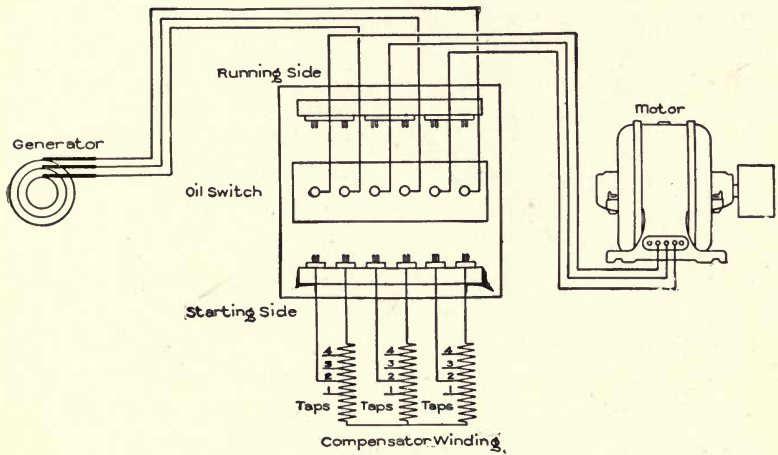 Running Side
Motor
Generator
Oil Switch
Starting Side
4 4 4
3 3 3
2 2 2
1 1 1
Taps Taps Taps
Compensator Winding.